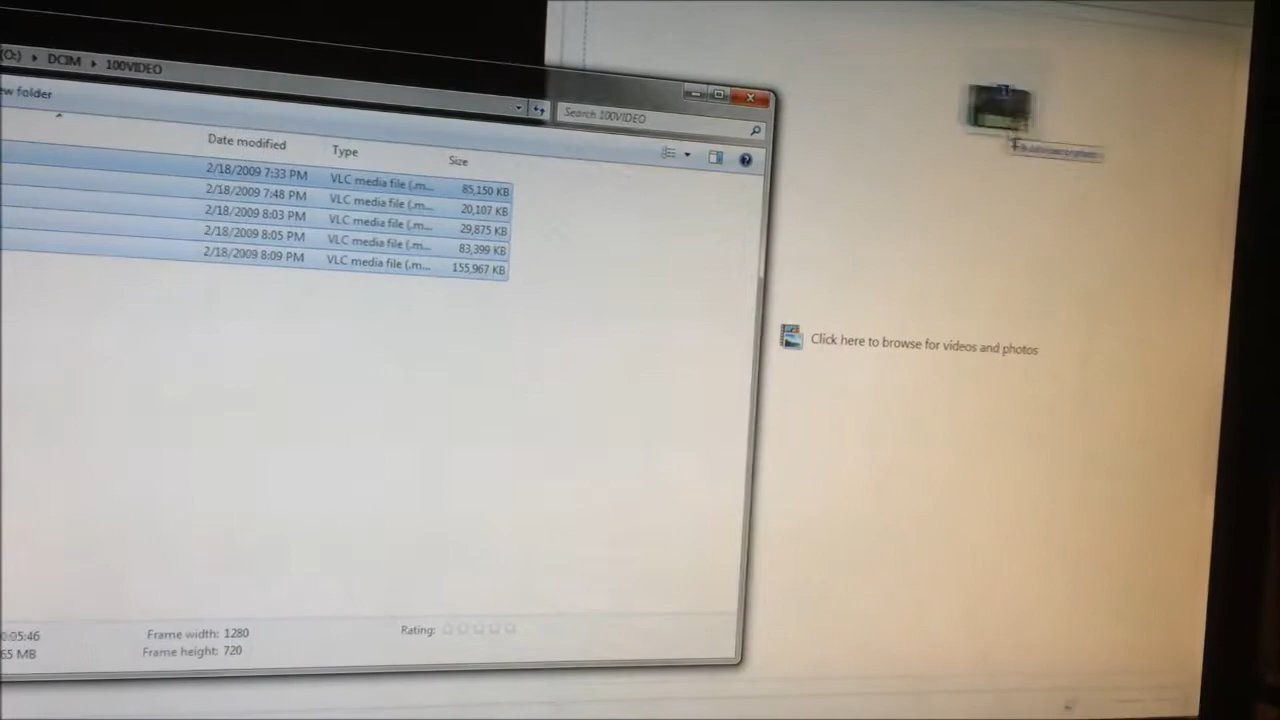 (O:) ▸ DCIM ▸ 100VIDEO
Search 100VIDEO
ew folder
Date modified Type Size
2/18/2009 7:33 PM VLC media file (.m... 85,150 KB
2/18/2009 7:48 PM VLC media file (.m... 20,107 KB
2/18/2009 8:03 PM VLC media file (.m... 29,875 KB
2/18/2009 8:05 PM VLC media file (.m... 83,399 KB
2/18/2009 8:09 PM VLC media file (.m... 155,967 KB
Click here to browse for videos and photos
0:05:46 Frame width: 1280 Rating:
65 MB Frame height: 720